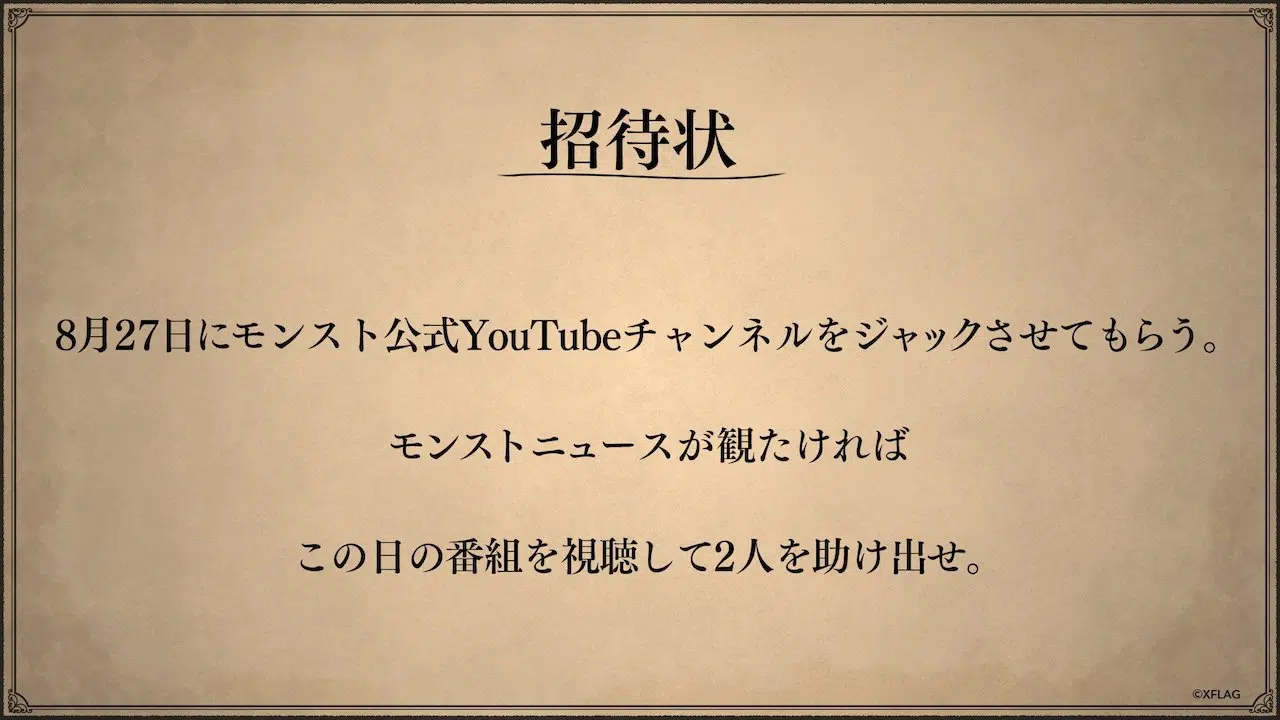 招待状
8月27日にモンスト公式YouTubeチャンネルをジャックさせてもらう。
モンストニュースが観たければ
この日の番組を視聴して2人を助け出せ。
©XFLAG